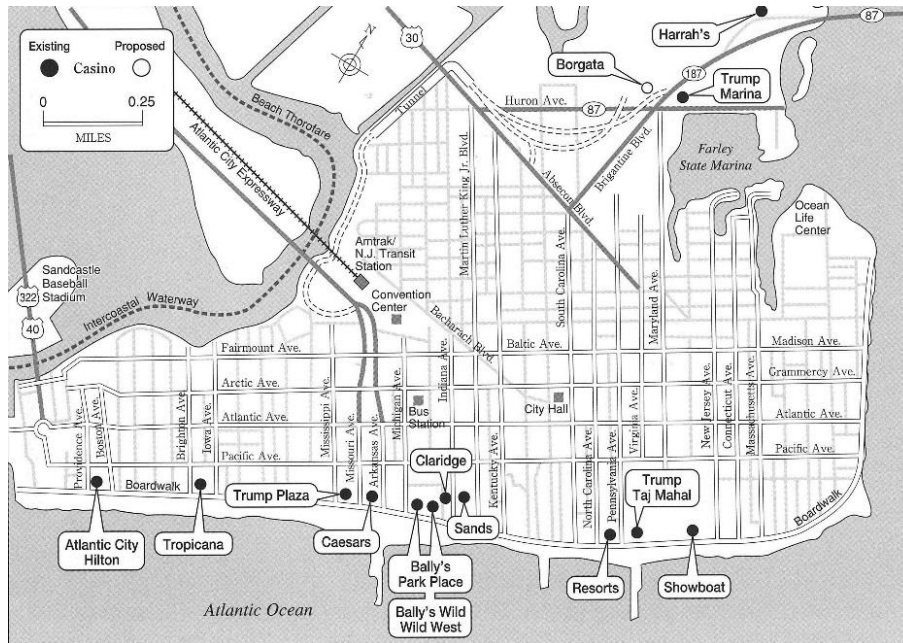 Existing
Proposed
Casino
0
0.25
MILES
N
30
Harrah's
87
Borgata
187
Trump
Marina
Huron Ave.
87
Tunnel
Beach Thorofare
Atlantic City Expressway
Martin Luther King Jr. Blvd.
Absecon Blvd.
Brigantine Blvd.
Farley
State Marina
Ocean
Life
Center
Amtrak/
N.J. Transit
Station
Convention
Center
Bacharach Blvd.
South Carolina Ave.
Maryland Ave.
Sandcastle
Baseball
Stadium
322
40
Intercoastal Waterway
Fairmount Ave.
Baltic Ave.
Madison Ave.
Arctic Ave.
Grammercy Ave.
Atlantic Ave.
Bus
Station
City Hall
Atlantic Ave.
Pacific Ave.
Pacific Ave.
Providence Ave.
Boston Ave.
Brighton Ave.
Iowa Ave.
Mississippi Ave.
Missouri Ave.
Arkansas Ave.
Michigan Ave.
Indiana Ave.
Kentucky Ave.
North Carolina Ave.
Pennsylvania Ave.
Virginia Ave.
New Jersey Ave.
Connecticut Ave.
Massachusetts Ave.
Boardwalk
Boardwalk
Atlantic City
Hilton
Tropicana
Trump Plaza
Caesars
Claridge
Sands
Bally's
Park Place
Bally's Wild
Wild West
Trump
Taj Mahal
Resorts
Showboat
Atlantic Ocean